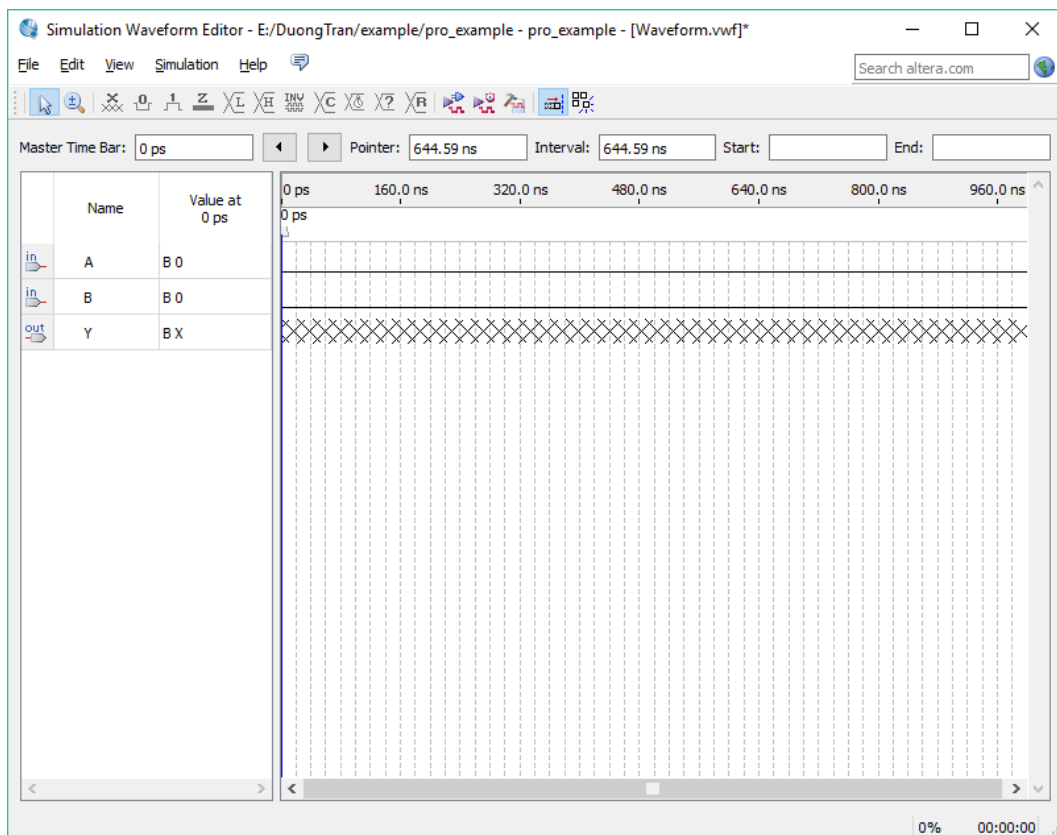 Simulation Waveform Editor - E:/DuongTran/example/pro_example - pro_example - [Waveform.vwf]*
File Edit View Simulation Help
Search altera.com
X 0 1 Z L H INV C ? R
Master Time Bar: 0 ps Pointer: 644.59 ns Interval: 644.59 ns Start: End:
Name Value at 0 ps
0 ps 160.0 ns 320.0 ns 480.0 ns 640.0 ns 800.0 ns 960.0 ns
0 ps
in A B 0
in B B 0
out Y B X
0% 00:00:00